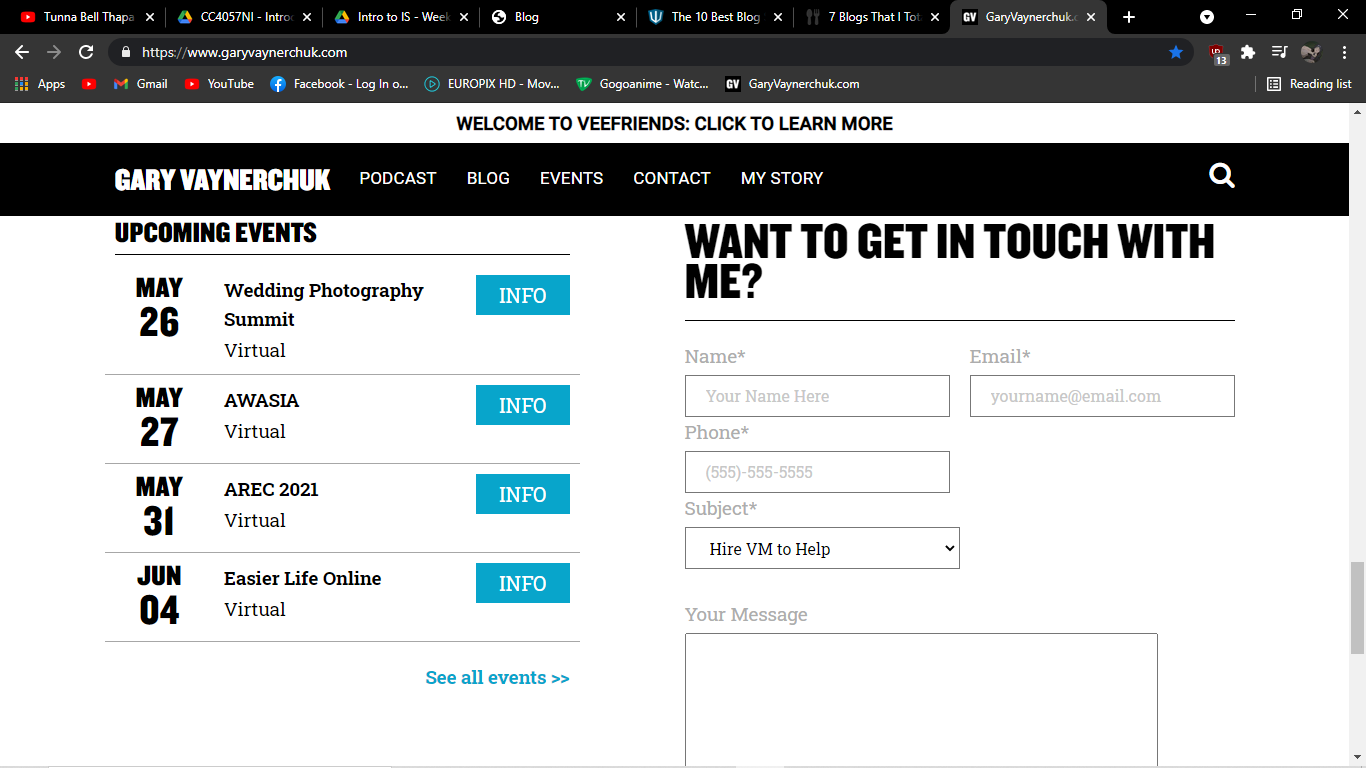 Tunna Bell Thapa
CC4057NI - Introd
Intro to IS - Week
Blog
The 10 Best Blog
7 Blogs That I Tot
GaryVaynerchuk.c
https://www.garyvaynerchuk.com
13
Apps
Gmail
YouTube
Facebook - Log In o...
EUROPIX HD - Mov...
Gogoanime - Watc...
GV
GaryVaynerchuk.com
Reading list
WELCOME TO VEEFRIENDS: CLICK TO LEARN MORE
GARY VAYNERCHUK
PODCAST
BLOG
EVENTS
CONTACT
MY STORY
UPCOMING EVENTS
MAY
26
Wedding Photography
Summit
Virtual
INFO
MAY
27
AWASIA
Virtual
INFO
MAY
31
AREC 2021
Virtual
INFO
JUN
04
Easier Life Online
Virtual
INFO
See all events >>
WANT TO GET IN TOUCH WITH
ME?
Name*
Email*
Your Name Here
yourname@email.com
Phone*
(555)-555-5555
Subject*
Hire VM to Help
Your Message